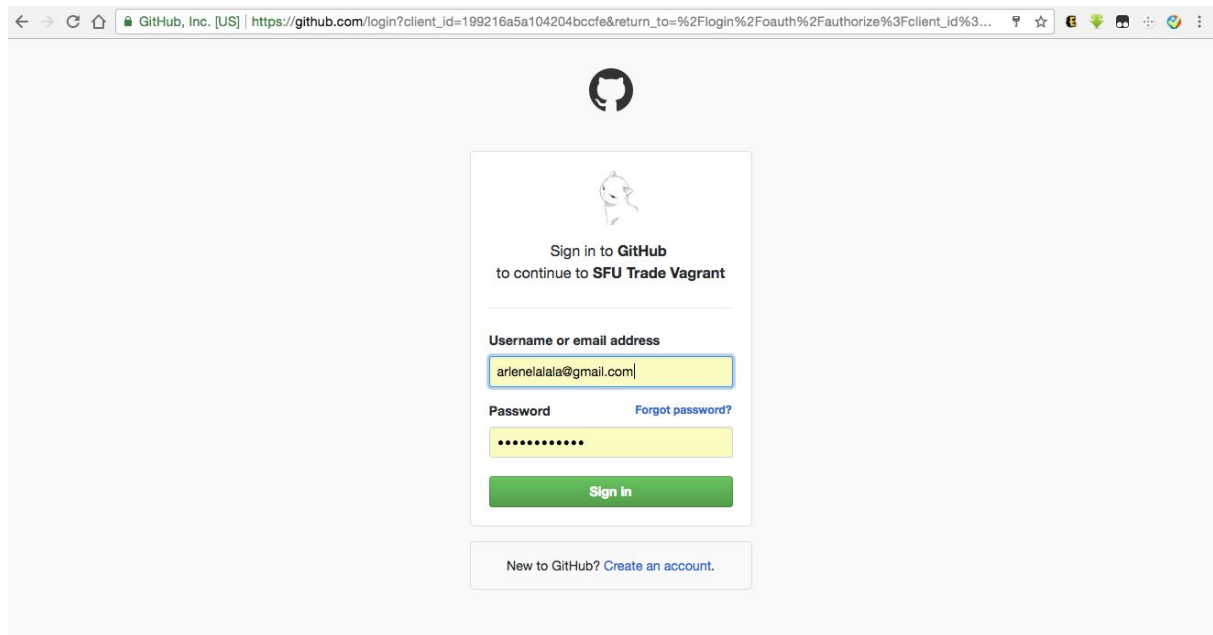 GitHub, Inc. [US] | https://github.com/login?client_id=199216a5a104204bccfe&return_to=%2Flogin%2Foauth%2Fauthorize%3Fclient_id%3...
Sign in to GitHub
to continue to SFU Trade Vagrant
Username or email address
arlenelalala@gmail.com
Password Forgot password?
••••••••••••
Sign in
New to GitHub? Create an account.